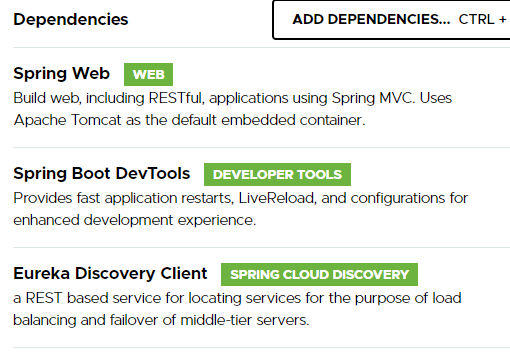 Dependencies
ADD DEPENDENCIES... CTRL +
Spring Web WEB
Build web, including RESTful, applications using Spring MVC. Uses
Apache Tomcat as the default embedded container.
Spring Boot DevTools DEVELOPER TOOLS
Provides fast application restarts, LiveReload, and configurations for
enhanced development experience.
Eureka Discovery Client SPRING CLOUD DISCOVERY
a REST based service for locating services for the purpose of load
balancing and failover of middle-tier servers.